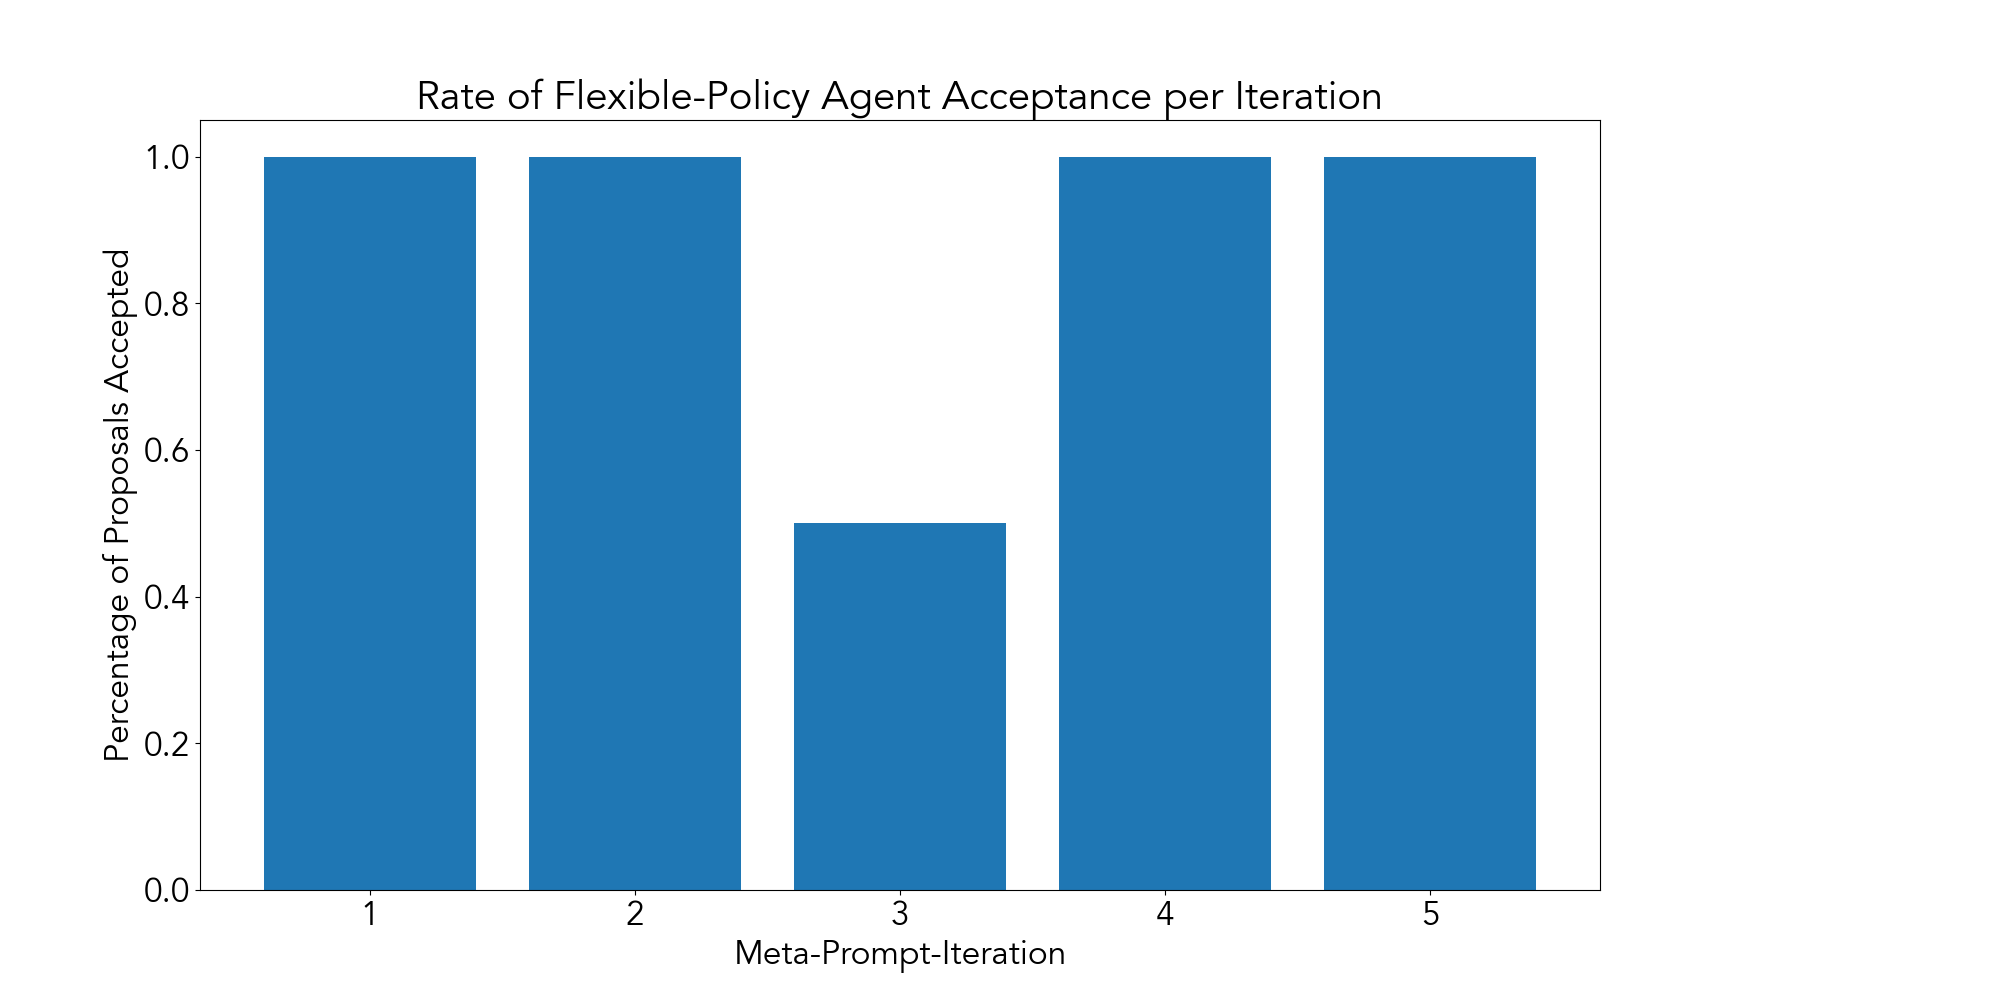 Rate of Flexible-Policy Agent Acceptance per Iteration
Percentage of Proposals Accepted
1.0
0.8
0.6
0.4
0.2
0.0
1 2 3 4 5
Meta-Prompt-Iteration